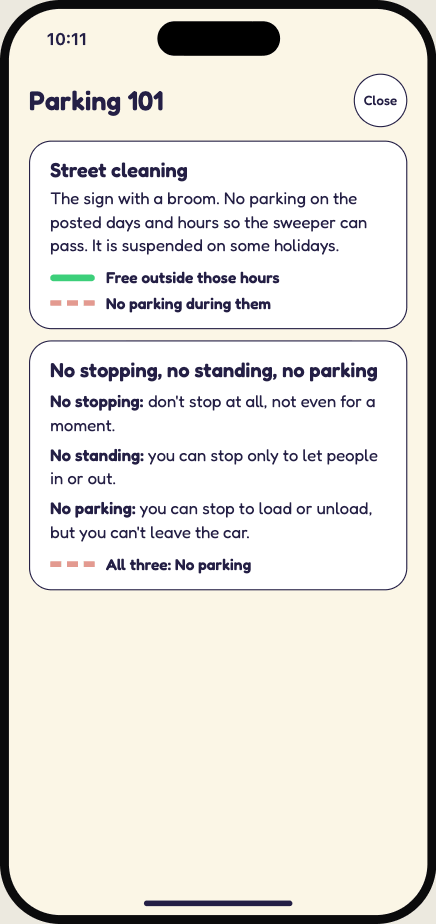 10:11
Parking 101
Close
Street cleaning
The sign with a broom. No parking on the
posted days and hours so the sweeper can
pass. It is suspended on some holidays.
Free outside those hours
No parking during them
No stopping, no standing, no parking
No stopping: don't stop at all, not even for a
moment.
No standing: you can stop only to let people
in or out.
No parking: you can stop to load or unload,
but you can't leave the car.
All three: No parking